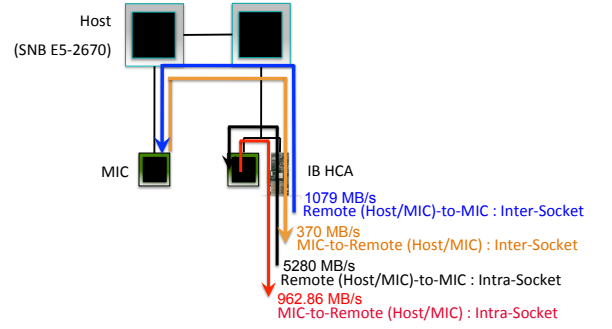 Host
(SNB E5-2670)
MIC
IB HCA
1079 MB/s
Remote (Host/MIC)-to-MIC : Inter-Socket
370 MB/s
MIC-to-Remote (Host/MIC) : Inter-Socket
5280 MB/s
Remote (Host/MIC)-to-MIC : Intra-Socket
962.86 MB/s
MIC-to-Remote (Host/MIC) : Intra-Socket